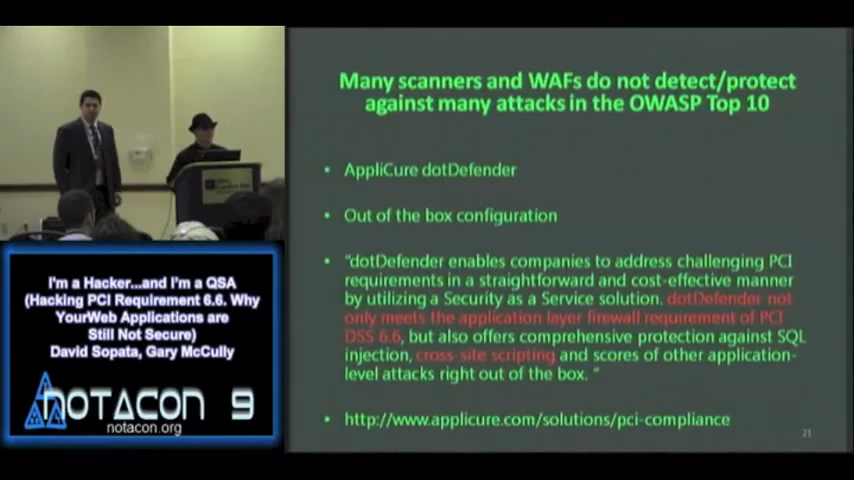 Many scanners and WAFs do not detect/protect
against many attacks in the OWASP Top 10
• AppliCure dotDefender
• Out of the box configuration
• "dotDefender enables companies to address challenging PCI
requirements in a straightforward and cost-effective manner
by utilizing a Security as a Service solution. dotDefender not
only meets the application layer firewall requirement of PCI
DSS 6.6, but also offers comprehensive protection against SQL
injection, cross-site scripting and scores of other application-
level attacks right out of the box. "
• http://www.applicure.com/solutions/pci-compliance
21
I'm a Hacker...and I'm a QSA
(Hacking PCI Requirement 6.6. Why
YourWeb Applications are
Still Not Secure)
David Sopata, Gary McCully
NOTACON 9
notacon.org